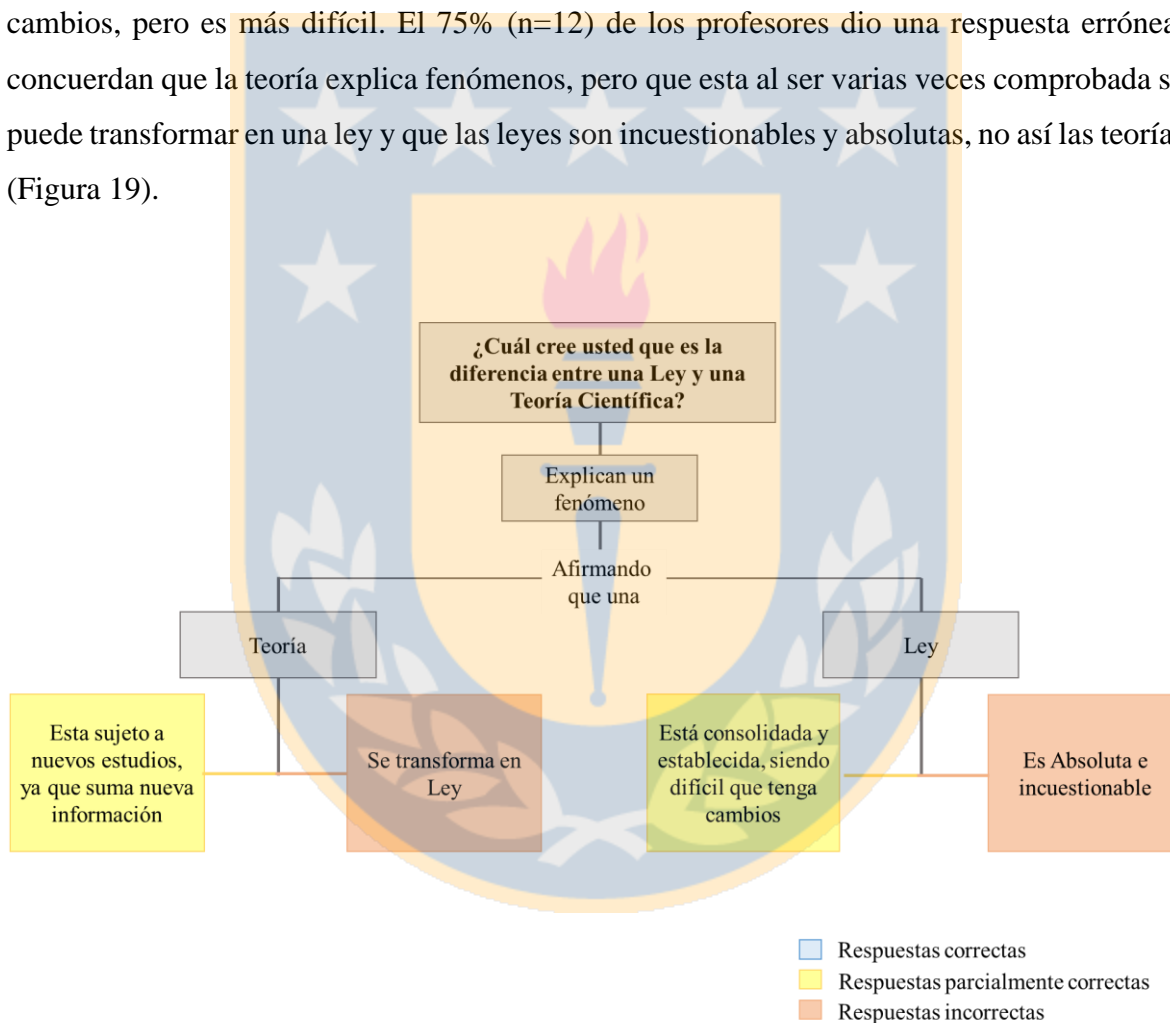 cambios, pero es más difícil. El 75% (n=12) de los profesores dio una respuesta errónea
concuerdan que la teoría explica fenómenos, pero que esta al ser varias veces comprobada s
puede transformar en una ley y que las leyes son incuestionables y absolutas, no así las teoría
(Figura 19).
¿Cuál cree usted que es la
diferencia entre una Ley y una
Teoría Científica?
Explican un
fenómeno
Afirmando
que una
Teoría
Ley
Esta sujeto a
nuevos estudios,
ya que suma nueva
información
Se transforma en
Ley
Está consolidada y
establecida, siendo
difícil que tenga
cambios
Es Absoluta e
incuestionable
Respuestas correctas
Respuestas parcialmente correctas
Respuestas incorrectas